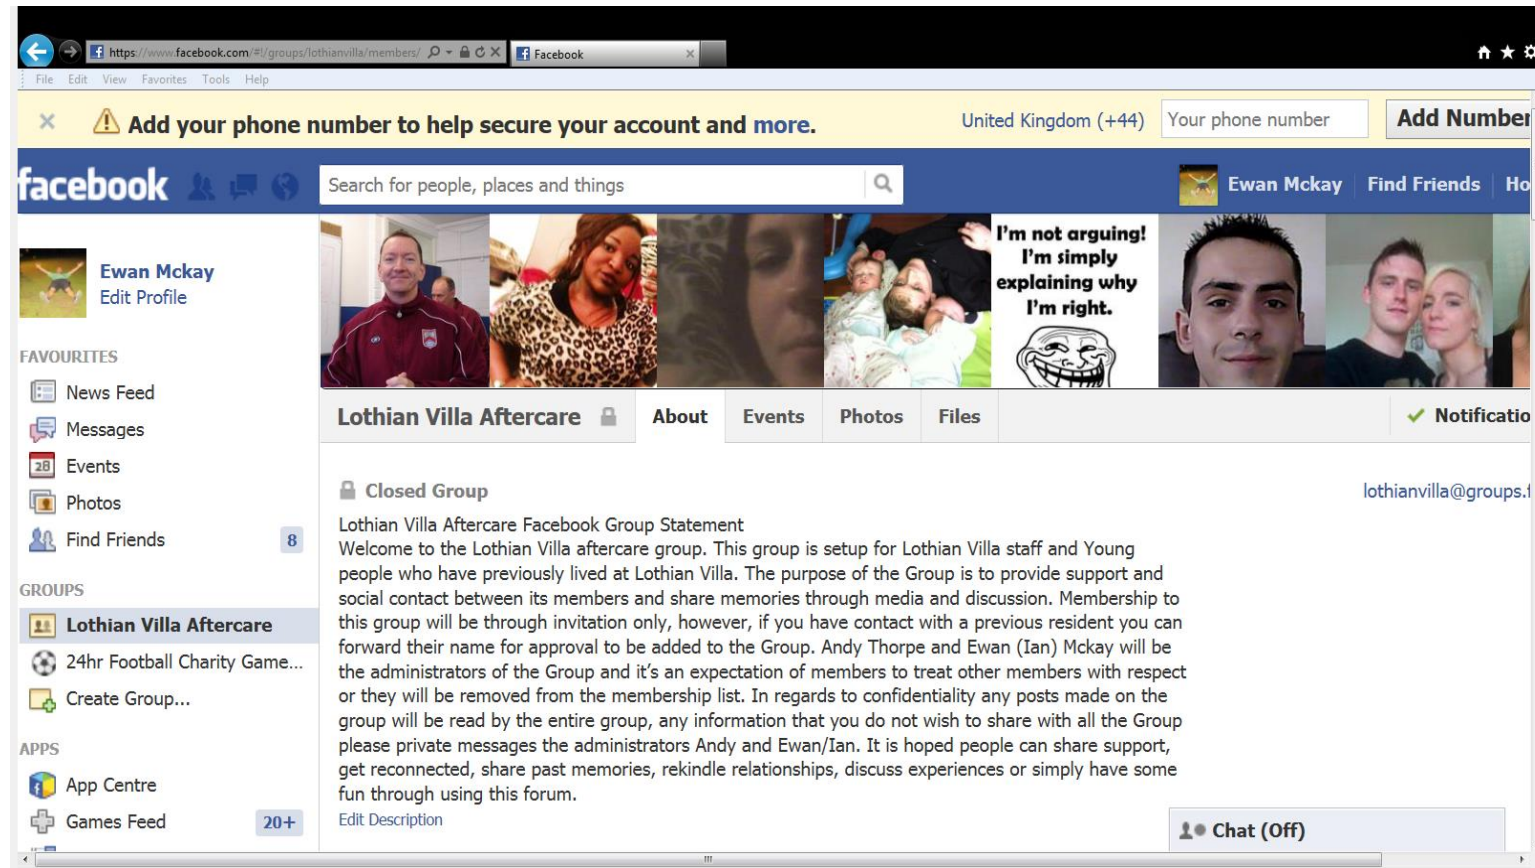 https://www.facebook.com/#!/groups/lothianvilla/members/
Facebook
File Edit View Favorites Tools Help
Add your phone number to help secure your account and more.
United Kingdom (+44)
Your phone number
Add Number
facebook
Search for people, places and things
Ewan Mckay
Find Friends
Ho
Ewan Mckay
Edit Profile
FAVOURITES
News Feed
Messages
28
Events
Photos
Find Friends 8
GROUPS
Lothian Villa Aftercare
24hr Football Charity Game...
Create Group...
APPS
App Centre
Games Feed 20+
I'm not arguing!
I'm simply
explaining why
I'm right.
Lothian Villa Aftercare
About
Events
Photos
Files
Notificatio
Closed Group
lothianvilla@groups.f
Lothian Villa Aftercare Facebook Group Statement
Welcome to the Lothian Villa aftercare group. This group is setup for Lothian Villa staff and Young
people who have previously lived at Lothian Villa. The purpose of the Group is to provide support and
social contact between its members and share memories through media and discussion. Membership to
this group will be through invitation only, however, if you have contact with a previous resident you can
forward their name for approval to be added to the Group. Andy Thorpe and Ewan (Ian) Mckay will be
the administrators of the Group and it's an expectation of members to treat other members with respect
or they will be removed from the membership list. In regards to confidentiality any posts made on the
group will be read by the entire group, any information that you do not wish to share with all the Group
please private messages the administrators Andy and Ewan/Ian. It is hoped people can share support,
get reconnected, share past memories, rekindle relationships, discuss experiences or simply have some
fun through using this forum.
Edit Description
Chat (Off)